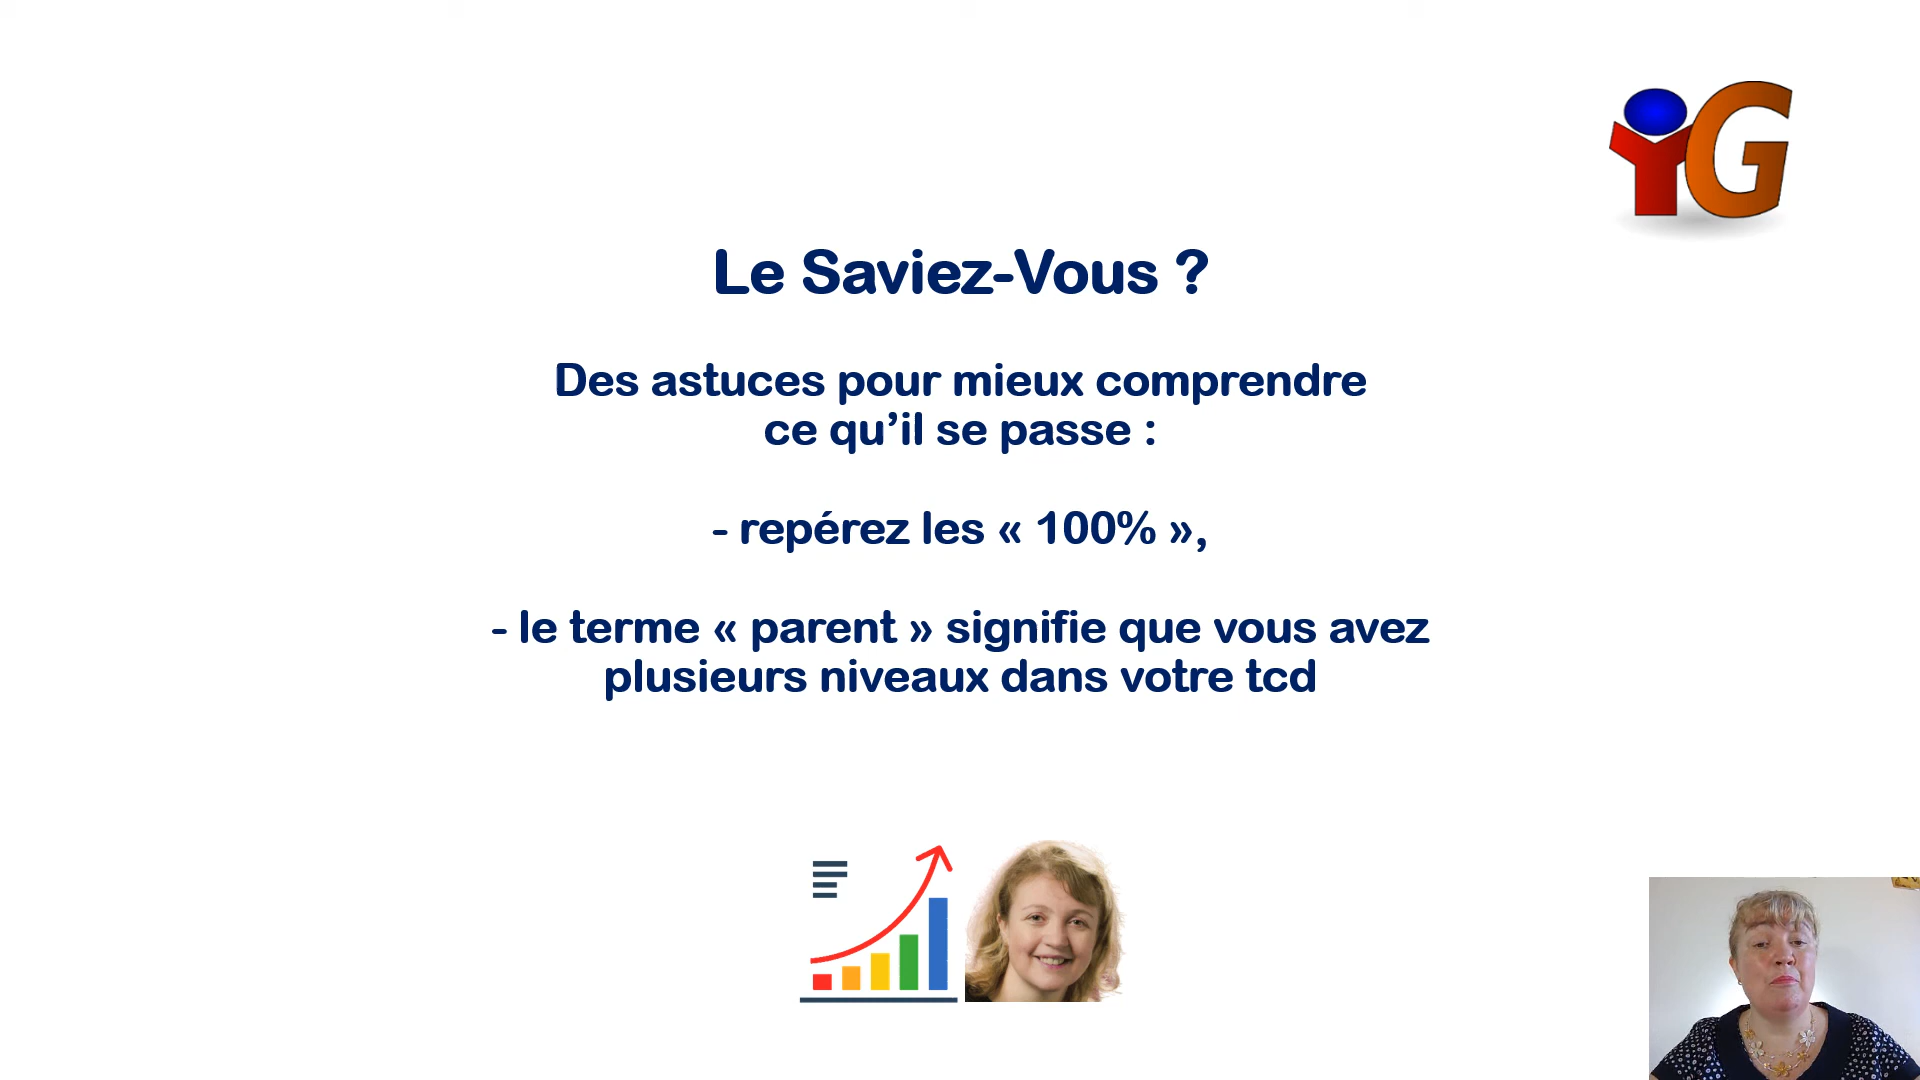 YG
Le Saviez-Vous ?
Des astuces pour mieux comprendre
ce qu’il se passe :
- repérez les « 100% »,
- le terme « parent » signifie que vous avez
plusieurs niveaux dans votre tcd